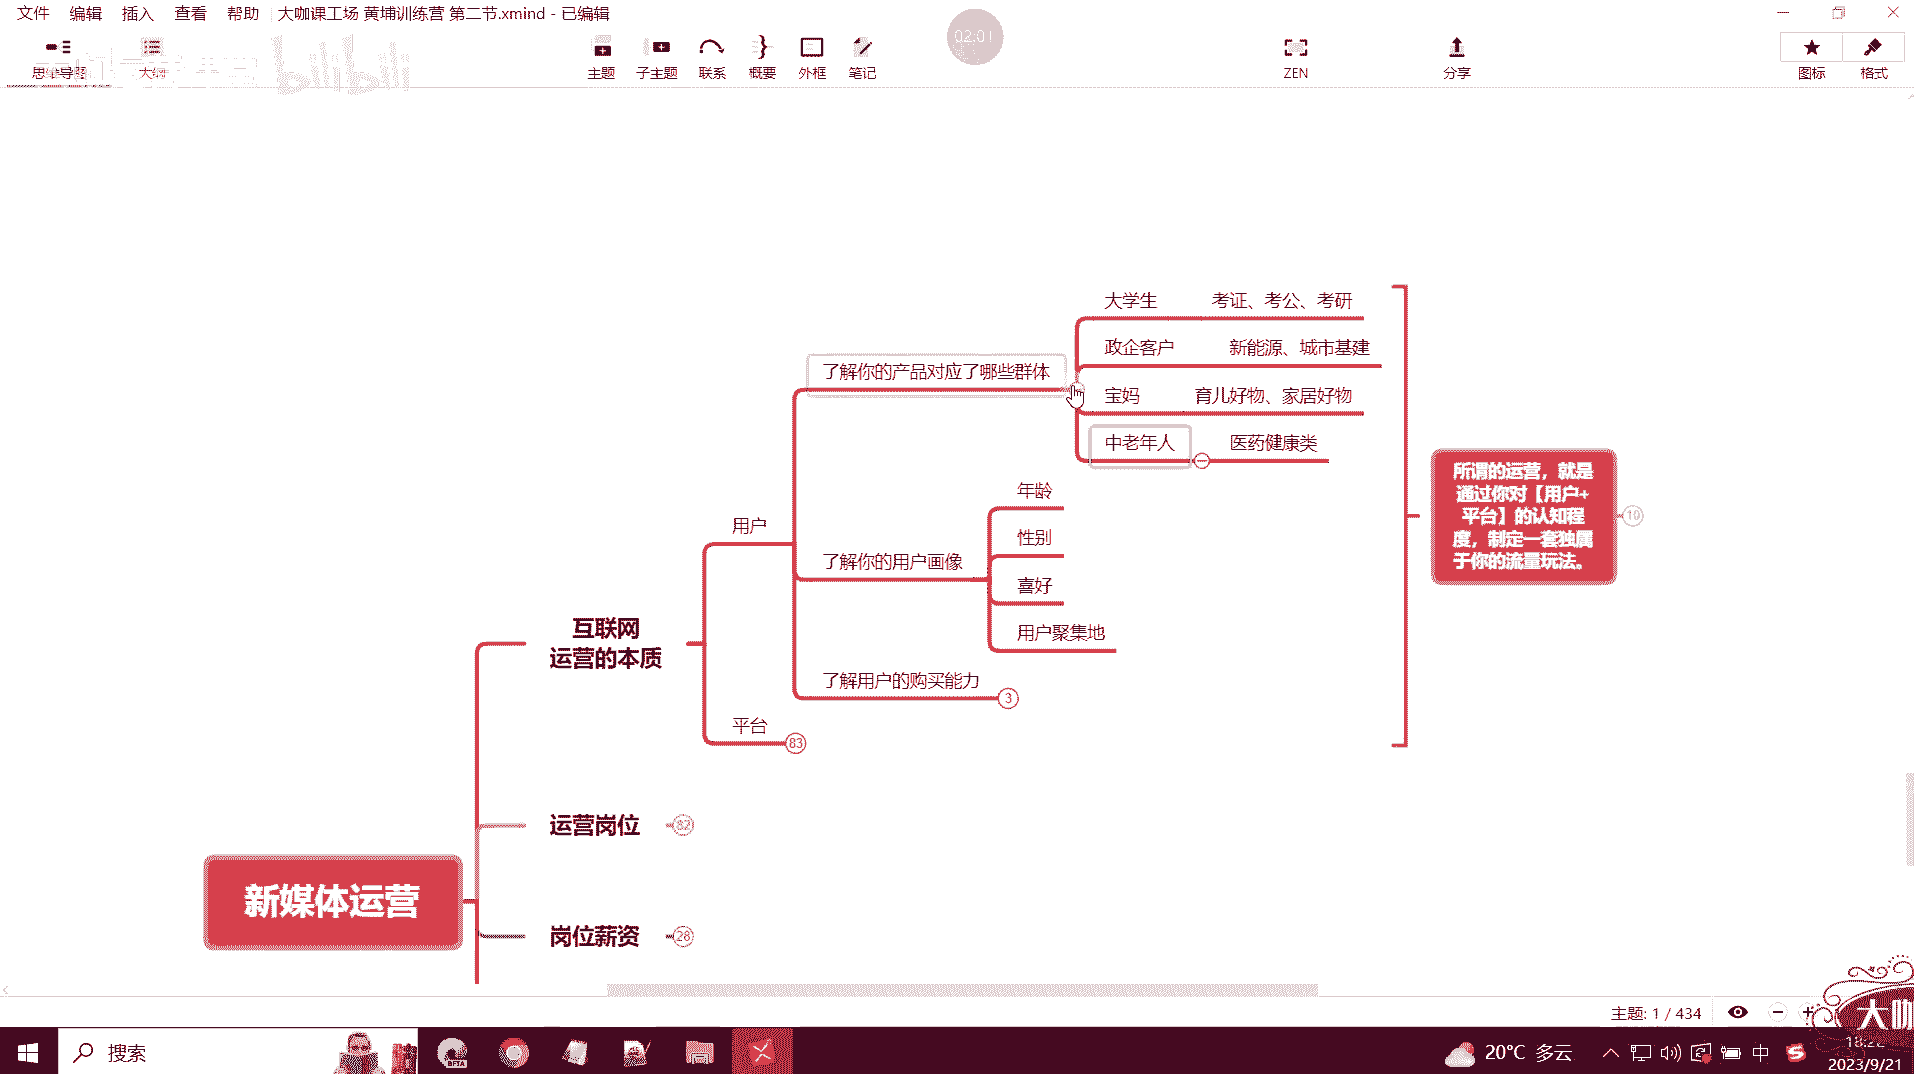 文件 编辑 插入 查看 帮助 大咖课工场 黄埔训练营 第二节.xmind - 已编辑
02:01
bilibili
思维导图 大纲 主题 子主题 联系 概要 外框 笔记 ZEN 分享 图标 格式
大学生 考证、考公、考研
政企客户 新能源、城市基建
了解你的产品对应了哪些群体
宝妈 育儿好物、家居好物
中老年人 医药健康类
所谓的运营，就是
通过你对【用户+
平台】的认知程
度，制定一套独属
于你的流量玩法。
10
年龄
用户
性别
了解你的用户画像
喜好
用户聚集地
互联网
运营的本质
了解用户的购买能力 3
平台 83
运营岗位 82
新媒体运营
岗位薪资 28
主题: 1 / 434
大咖
搜索
BETA
20°C 多云
中
18:22
2023/9/21